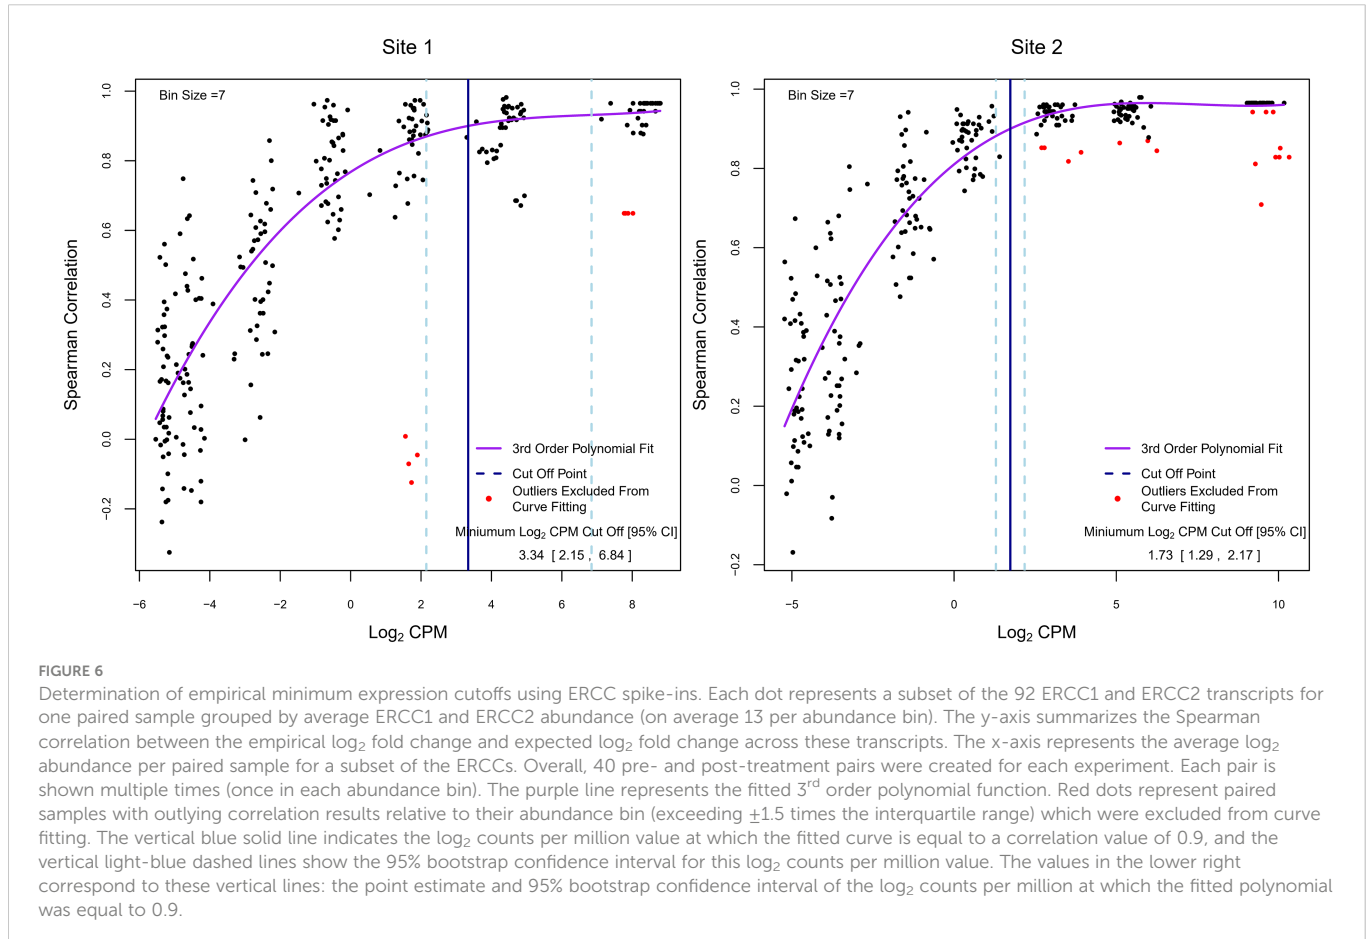 Site 1
Bin Size =7
Spearman Correlation
1.0
0.8
0.6
0.4
0.2
0.0
−0.2
3rd Order Polynomial Fit
Cut Off Point
Outliers Excluded From
Curve Fitting
Miniumum Log2 CPM Cut Off [95% CI]
3.34 [ 2.15 , 6.84 ]
−6 −4 −2 0 2 4 6 8
Log2 CPM
Site 2
Bin Size =7
Spearman Correlation
1.0
0.8
0.6
0.4
0.2
0.0
−0.2
3rd Order Polynomial Fit
Cut Off Point
Outliers Excluded From
Curve Fitting
Miniumum Log2 CPM Cut Off [95% CI]
1.73 [ 1.29 , 2.17 ]
−5 0 5 10
Log2 CPM
FIGURE 6
Determination of empirical minimum expression cutoffs using ERCC spike-ins. Each dot represents a subset of the 92 ERCC1 and ERCC2 transcripts for
one paired sample grouped by average ERCC1 and ERCC2 abundance (on average 13 per abundance bin). The y-axis summarizes the Spearman
correlation between the empirical log2 fold change and expected log2 fold change across these transcripts. The x-axis represents the average log2
abundance per paired sample for a subset of the ERCCs. Overall, 40 pre- and post-treatment pairs were created for each experiment. Each pair is
shown multiple times (once in each abundance bin). The purple line represents the fitted 3rd order polynomial function. Red dots represent paired
samples with outlying correlation results relative to their abundance bin (exceeding ±1.5 times the interquartile range) which were excluded from curve
fitting. The vertical blue solid line indicates the log2 counts per million value at which the fitted curve is equal to a correlation value of 0.9, and the
vertical light-blue dashed lines show the 95% bootstrap confidence interval for this log2 counts per million value. The values in the lower right
correspond to these vertical lines: the point estimate and 95% bootstrap confidence interval of the log2 counts per million at which the fitted polynomial
was equal to 0.9.